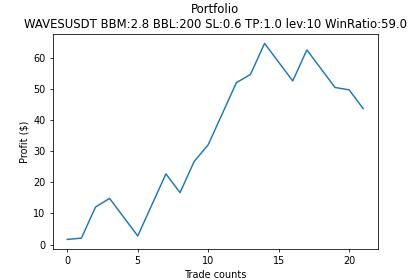 Portfolio
WAVESUSDT BBM:2.8 BBL:200 SL:0.6 TP:1.0 lev:10 WinRatio:59.0
60
50
40
30
20
10
0
Profit ($)
0 5 10 15 20
Trade counts